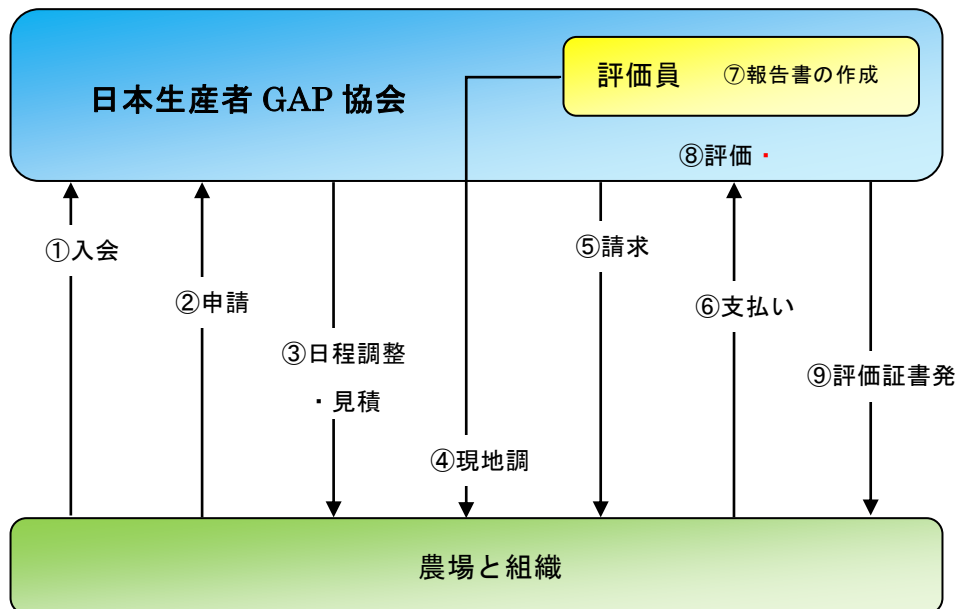 日本生産者 GAP 協会
評価員 ⑦報告書の作成
⑧評価・
①入会
②申請
③日程調整
・見積
④現地調
⑤請求
⑥支払い
⑨評価証書発
農場と組織